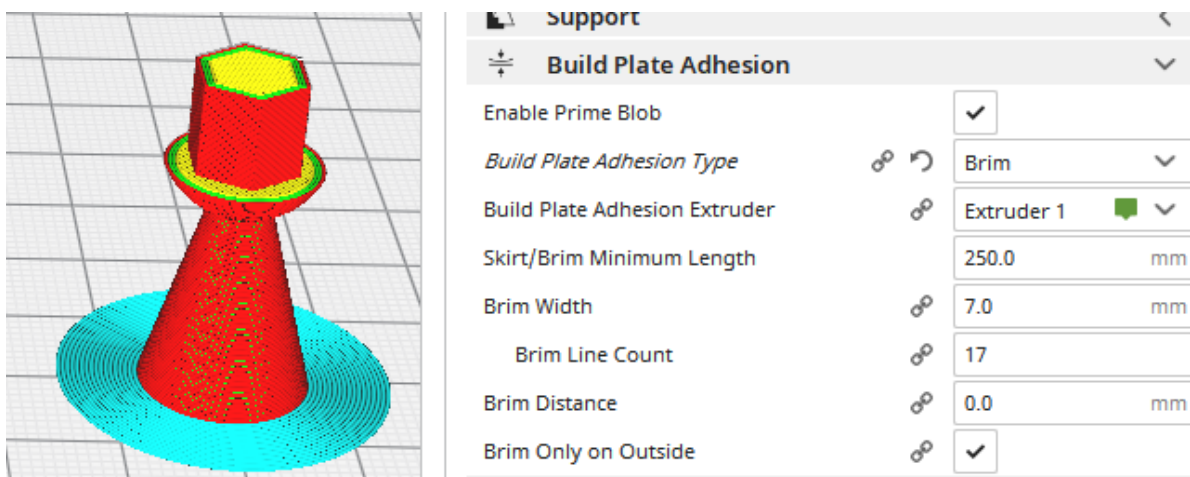 Support
Build Plate Adhesion
Enable Prime Blob
Build Plate Adhesion Type Brim
Build Plate Adhesion Extruder Extruder 1
Skirt/Brim Minimum Length 250.0 mm
Brim Width 7.0 mm
Brim Line Count 17
Brim Distance 0.0 mm
Brim Only on Outside